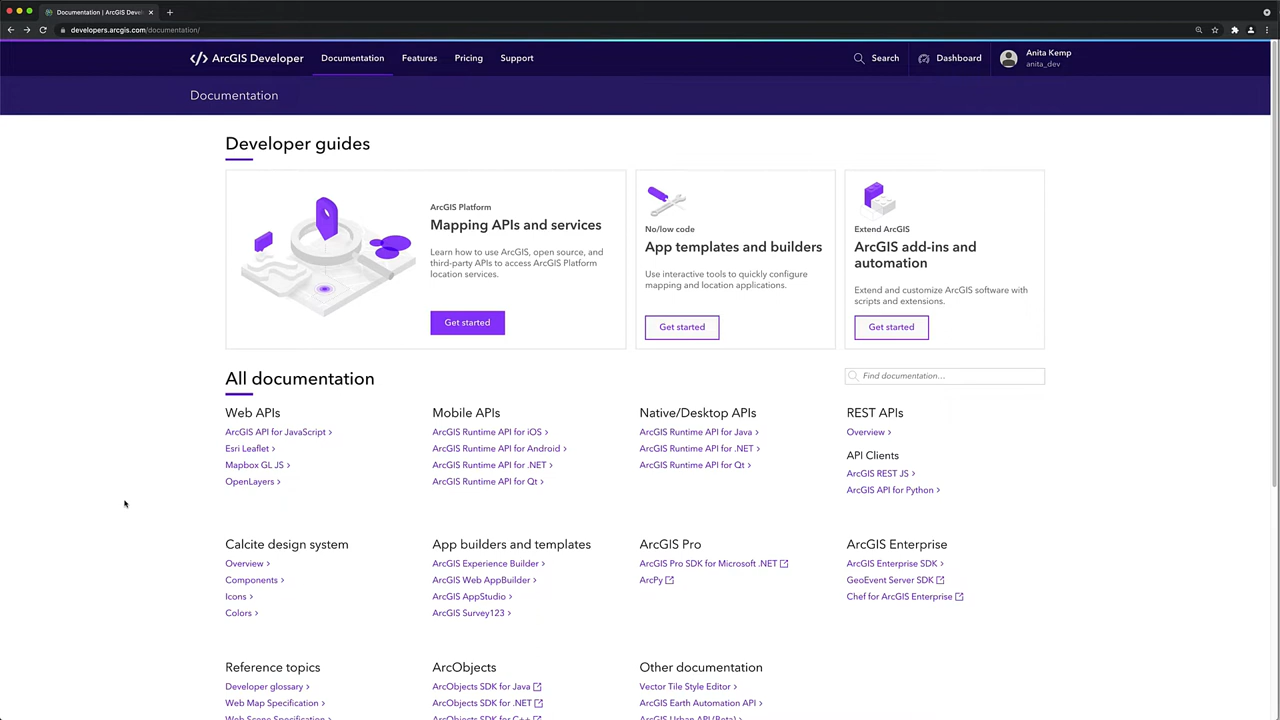 Documentation | ArcGIS Devel
developers.arcgis.com/documentation/
</> ArcGIS Developer
Documentation
Features
Pricing
Support
Search
Dashboard
Anita Kemp
anita_dev
Documentation
Developer guides
ArcGIS Platform
Mapping APIs and services
Learn how to use ArcGIS, open source, and
third-party APIs to access ArcGIS Platform
location services.
Get started
No/low code
App templates and builders
Use interactive tools to quickly configure
mapping and location applications.
Get started
Extend ArcGIS
ArcGIS add-ins and
automation
Extend and customize ArcGIS software with
scripts and extensions.
Get started
All documentation
Find documentation...
Web APIs
ArcGIS API for JavaScript >
Esri Leaflet >
Mapbox GL JS >
OpenLayers >
Mobile APIs
ArcGIS Runtime API for iOS >
ArcGIS Runtime API for Android >
ArcGIS Runtime API for .NET >
ArcGIS Runtime API for Qt >
Native/Desktop APIs
ArcGIS Runtime API for Java >
ArcGIS Runtime API for .NET >
ArcGIS Runtime API for Qt >
REST APIs
Overview >
API Clients
ArcGIS REST JS >
ArcGIS API for Python >
Calcite design system
Overview >
Components >
Icons >
Colors >
App builders and templates
ArcGIS Experience Builder >
ArcGIS Web AppBuilder >
ArcGIS AppStudio >
ArcGIS Survey123 >
ArcGIS Pro
ArcGIS Pro SDK for Microsoft .NET
ArcPy
ArcGIS Enterprise
ArcGIS Enterprise SDK >
GeoEvent Server SDK
Chef for ArcGIS Enterprise
Reference topics
Developer glossary >
Web Map Specification >
Web Scene Specification >
ArcObjects
ArcObjects SDK for Java
ArcObjects SDK for .NET
ArcObjects SDK for C++
Other documentation
Vector Tile Style Editor >
ArcGIS Earth Automation API >
ArcGIS Urban API (Beta) >